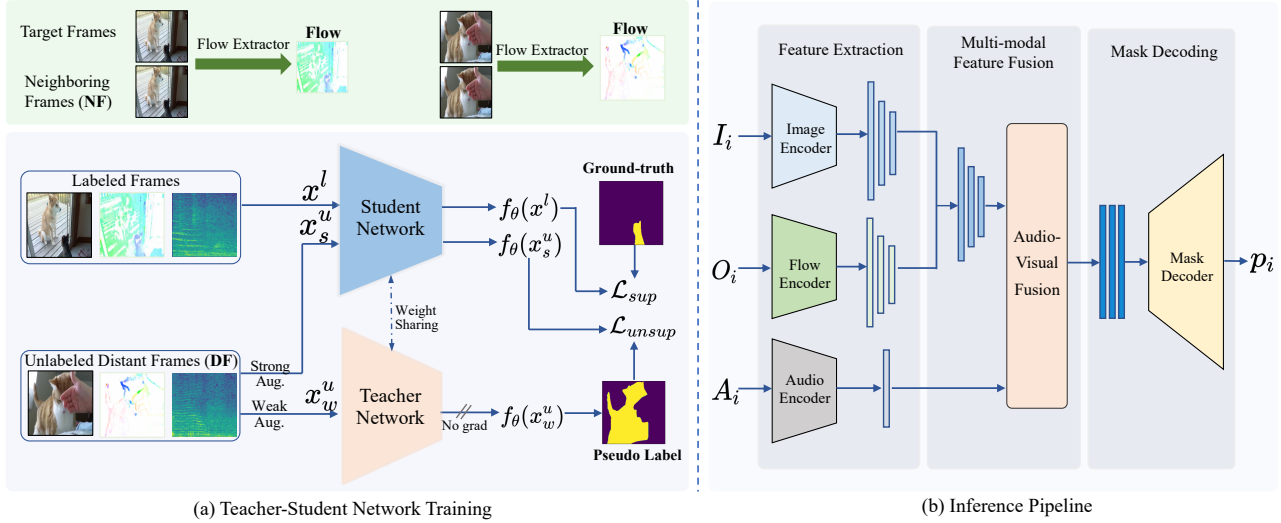 Target Frames
Neighboring
Frames (NF)
Flow Extractor
Flow
Flow Extractor
Flow
Labeled Frames
x^l
x_s^u
Student
Network
f_θ(x^l)
f_θ(x_s^u)
Ground-truth
ℒ_sup
ℒ_unsup
Weight
Sharing
Unlabeled Distant Frames (DF)
Strong
Aug.
Weak
Aug.
x_w^u
Teacher
Network
No grad
f_θ(x_w^u)
Pseudo Label
(a) Teacher-Student Network Training
Feature Extraction
Multi-modal
Feature Fusion
Mask Decoding
I_i
Image
Encoder
O_i
Flow
Encoder
A_i
Audio
Encoder
Audio-
Visual
Fusion
Mask
Decoder
p_i
(b) Inference Pipeline